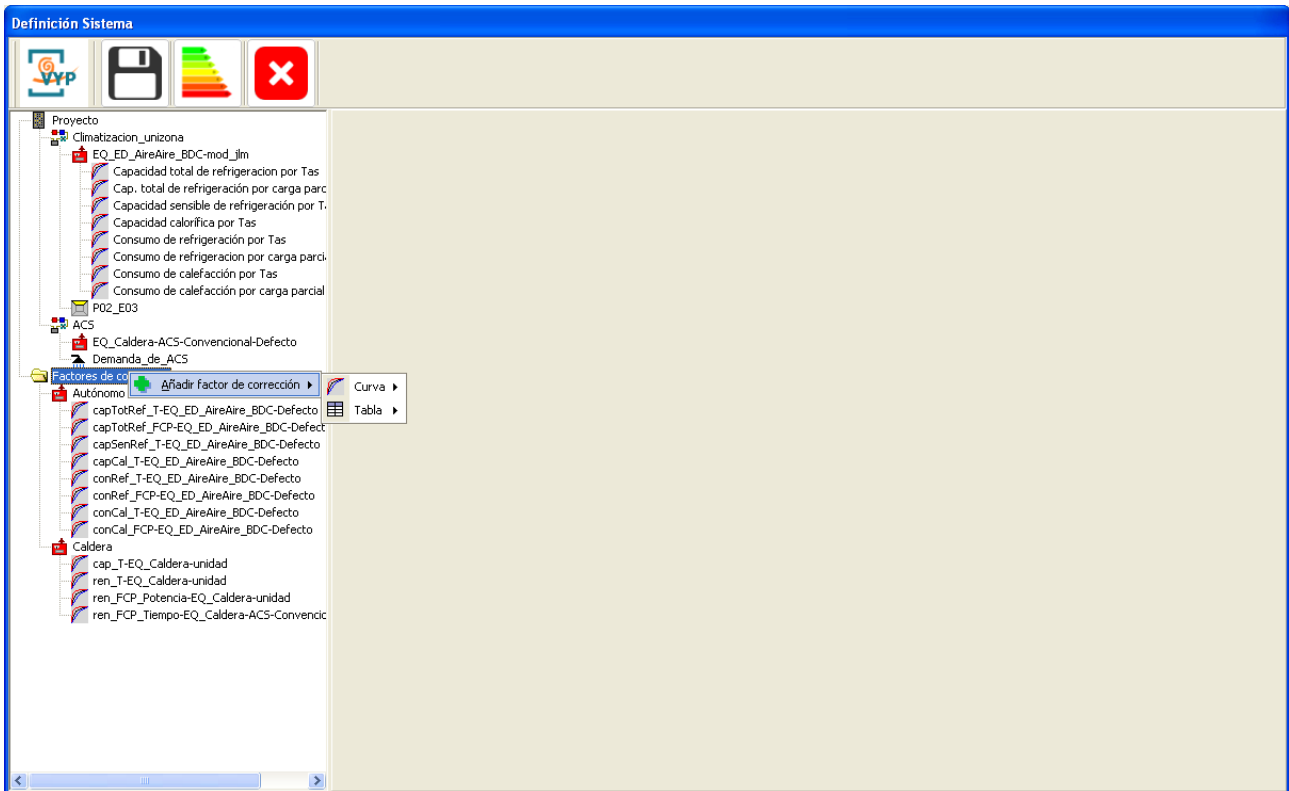 Definición Sistema
VYP
Proyecto
Climatizacion_unizona
EQ_ED_AireAire_BDC-mod_jlm
Capacidad total de refrigeracion por Tas
Cap. total de refrigeración por carga parc
Capacidad sensible de refrigeración por T
Capacidad calorífica por Tas
Consumo de refrigeración por Tas
Consumo de refrigeracion por carga parci
Consumo de calefacción por Tas
Consumo de calefacción por carga parcial
P02_E03
ACS
EQ_Caldera-ACS-Convencional-Defecto
Demanda_de_ACS
Factores de co
Añadir factor de corrección
Curva
Tabla
Autónomo
capTotRef_T-EQ_ED_AireAire_BDC-Defecto
capTotRef_FCP-EQ_ED_AireAire_BDC-Defect
capSenRef_T-EQ_ED_AireAire_BDC-Defecto
capCal_T-EQ_ED_AireAire_BDC-Defecto
conRef_T-EQ_ED_AireAire_BDC-Defecto
conRef_FCP-EQ_ED_AireAire_BDC-Defecto
conCal_T-EQ_ED_AireAire_BDC-Defecto
conCal_FCP-EQ_ED_AireAire_BDC-Defecto
Caldera
cap_T-EQ_Caldera-unidad
ren_T-EQ_Caldera-unidad
ren_FCP_Potencia-EQ_Caldera-unidad
ren_FCP_Tiempo-EQ_Caldera-ACS-Convencic